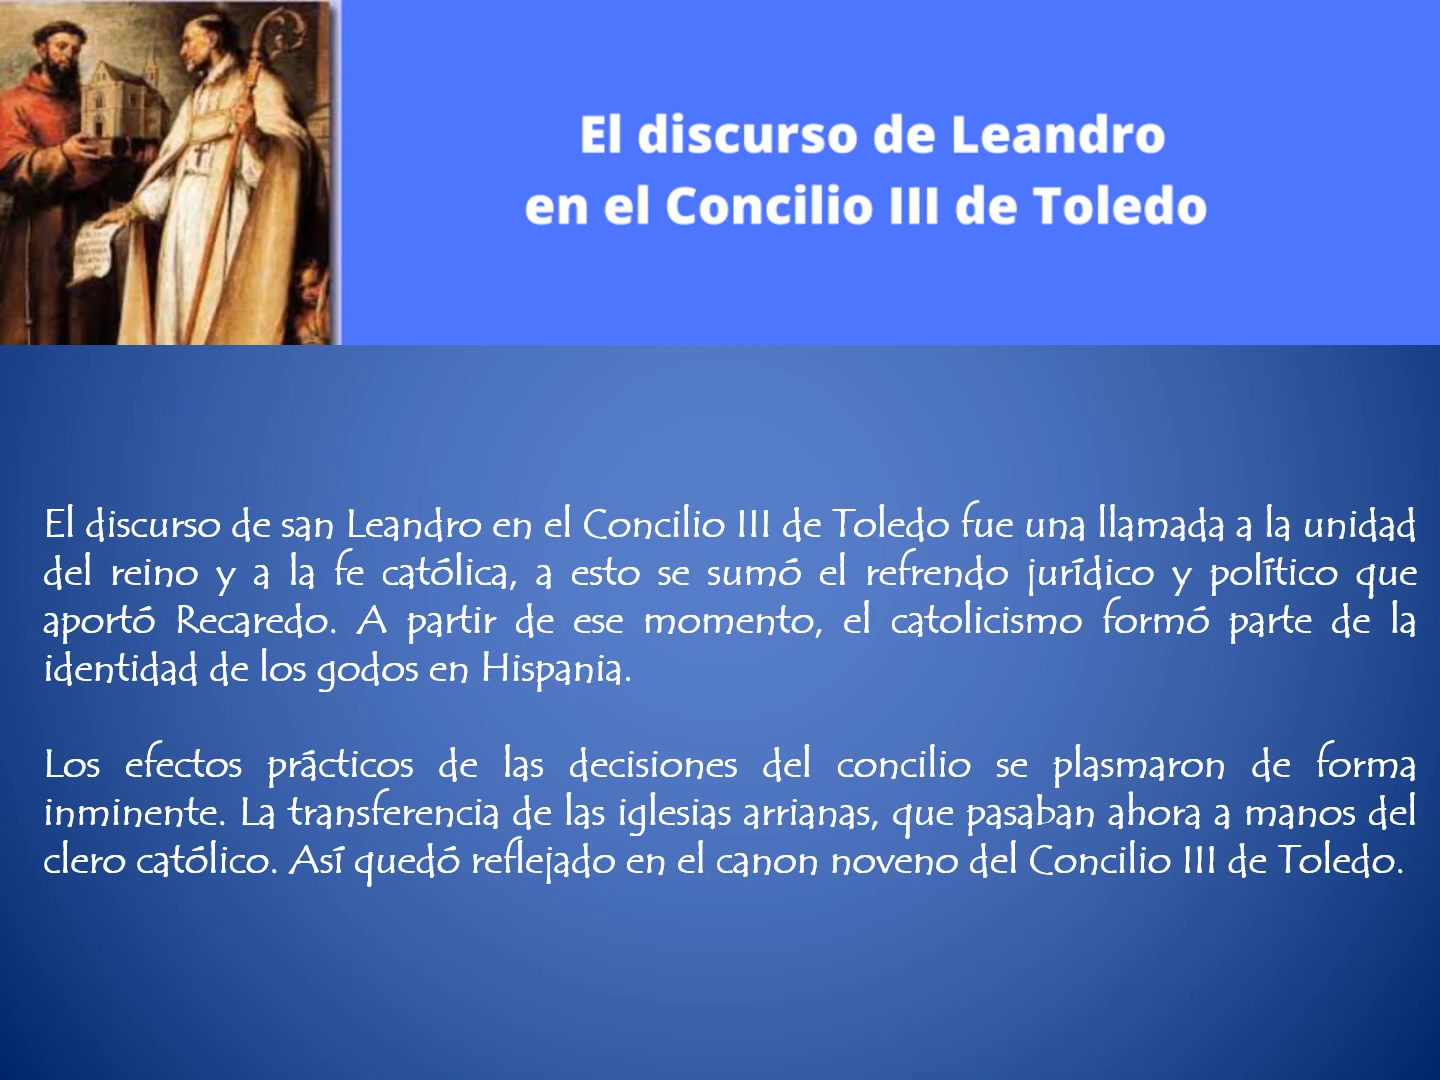 El discurso de Leandro
en el Concilio III de Toledo
El discurso de san Leandro en el Concilio III de Toledo fue una llamada a la unidad
del reino y a la fe católica, a esto se sumó el refrendo jurídico y político que
aportó Recaredo. A partir de ese momento, el catolicismo formó parte de la
identidad de los godos en Hispania.
Los efectos prácticos de las decisiones del concilio se plasmaron de forma
inminente. La transferencia de las iglesias arrianas, que pasaban ahora a manos del
clero católico. Así quedó reflejado en el canon noveno del Concilio III de Toledo.